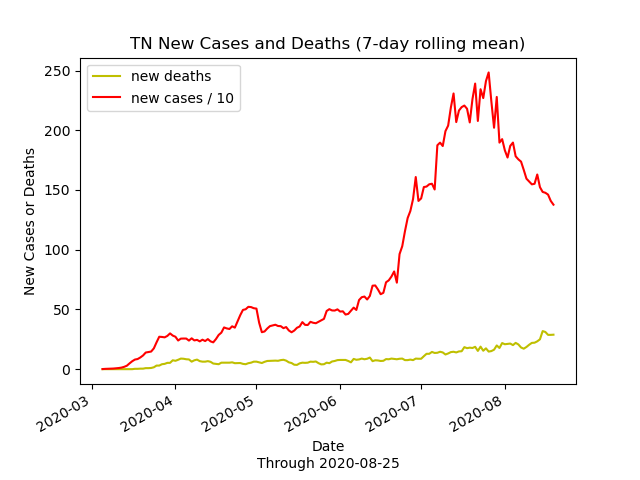 TN New Cases and Deaths (7-day rolling mean)
new deaths
new cases / 10
New Cases or Deaths
250
200
150
100
50
0
2020-03
2020-04
2020-05
2020-06
2020-07
2020-08
Date
Through 2020-08-25